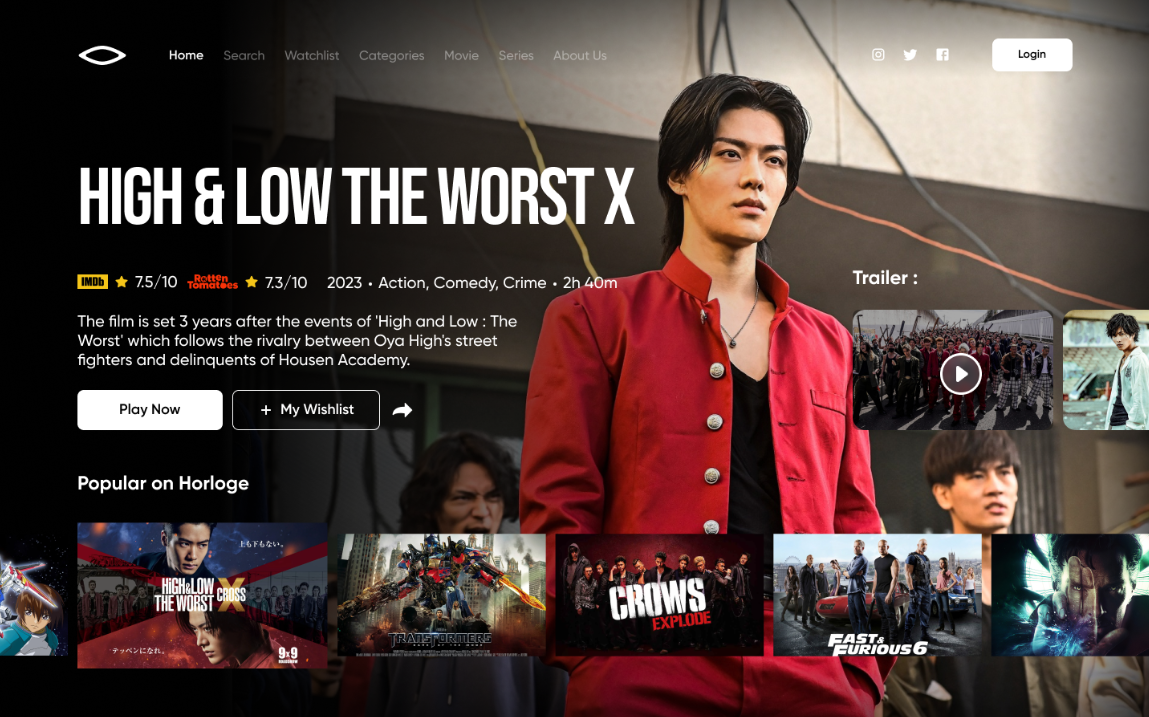 Home Search Watchlist Categories Movie Series About Us
Login
HIGH & LOW THE WORST X
IMDb 7.5/10 Rotten Tomatoes 7.3/10 2023 • Action, Comedy, Crime • 2h 40m
The film is set 3 years after the events of 'High and Low : The
Worst' which follows the rivalry between Oya High's street
fighters and delinquents of Housen Academy.
Play Now
+ My Wishlist
Trailer :
Popular on Horloge
上も下もない。
HiGH&LOW
THE WORST X CROSS
テッペンになれ。
9x9
TRANSFORMERS
CROWS
EXPLODE
FAST&
FURIOUS 6